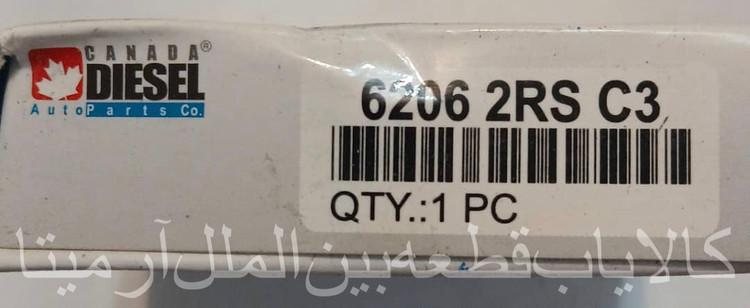 CANADA®
DIESEL
AutoParts Co.
6206 2RS C3
QTY.:1 PC
کالایاب قطعه بین الملل آرمیتا